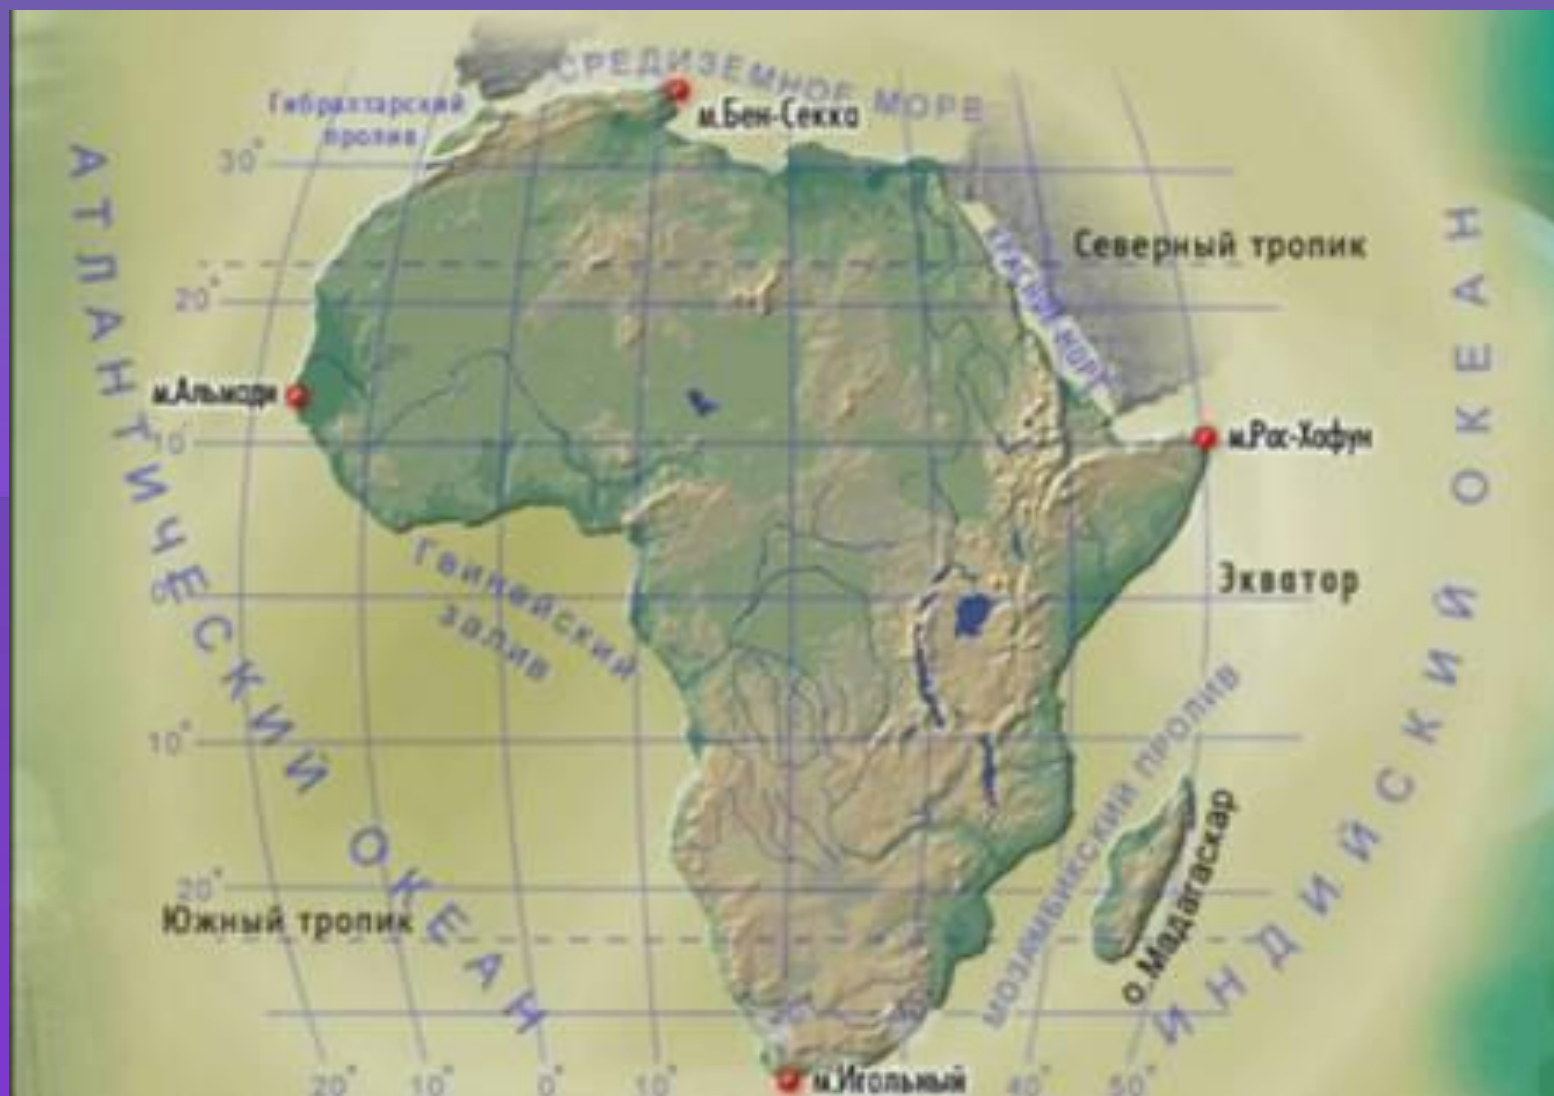 СРЕДИЗЕМНОЕ МОРЕ
Гибралтарский
пролив
м.Бен-Секка
30°
Северный тропик
КРАСНОЕ МОРЕ
20°
м.Альмади
10°
м.Рас-Хафун
АТЛАНТИЧЕСКИЙ ОКЕАН
Гвинейский
залив
0°
Экватор
ИНДИЙСКИЙ ОКЕАН
МОЗАМБИКСКИЙ ПРОЛИВ
10°
о.Мадагаскар
20°
Южный тропик
20° 10° 0° 10° 40° 50°
м.Игольный